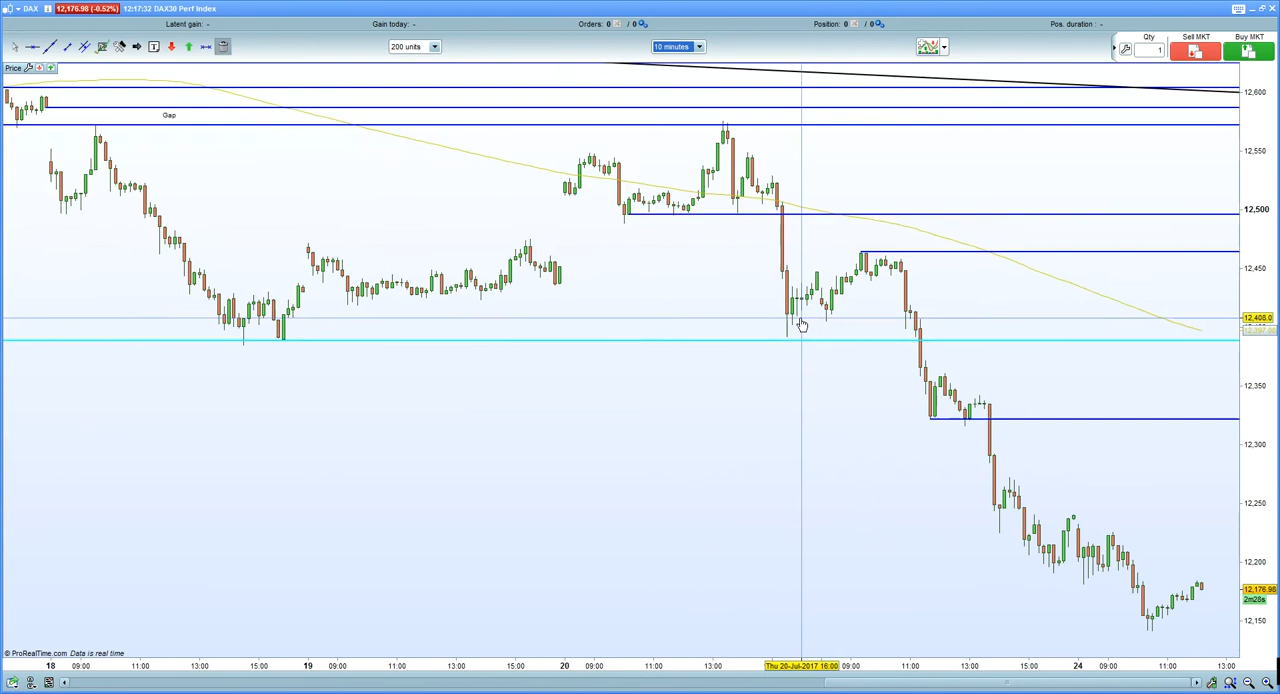 DAX 12,176.98 (-0.52%) 12:17:32 DAX30 Perf Index
Latent gain: - Gain today: - Orders: 0 / 0 Position: 0 / 0 Pos. duration : -
200 units 10 minutes Qty Sell MKT Buy MKT
1
Price
12,600
Gap
12,550
12,500
12,450
12,408.0
12,350
12,300
12,250
12,200
12,176.98
2m28s
12,150
© ProRealTime.com Data is real time
18 09:00 11:00 13:00 15:00 19 09:00 11:00 13:00 15:00 20 09:00 11:00 13:00 Thu 20-Jul-2017 16:00 09:00 11:00 13:00 15:00 24 09:00 11:00 13:00